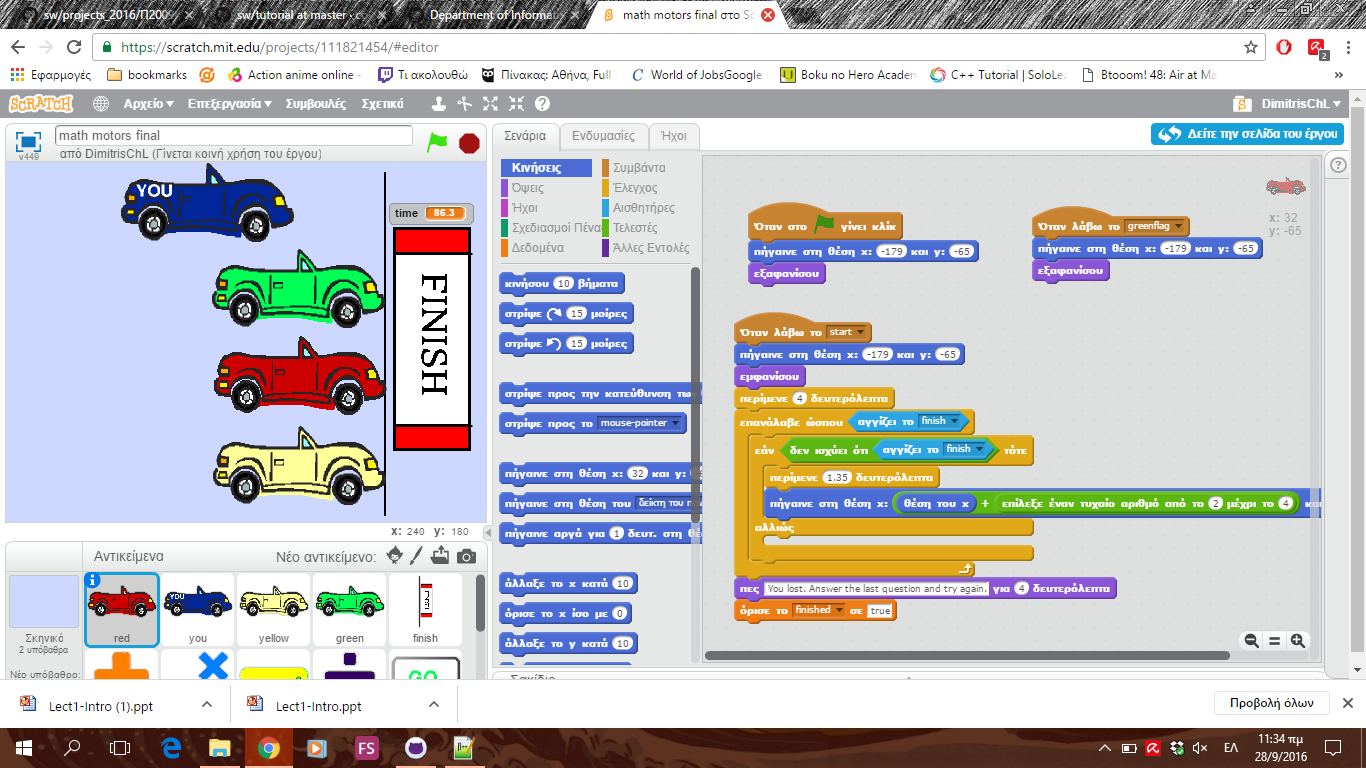 sw/projects_2016/Π200
sw/tutorial at master · c
Department of Informat
math motors final στο Sc
https://scratch.mit.edu/projects/111821454/#editor
2
Εφαρμογές
bookmarks
Action anime online -
Τι ακολουθώ
Πίνακας: Αθήνα, Full
World of JobsGoogle
Boku no Hero Acaden
C++ Tutorial | SoloLea
Btooom! 48: Air at Ma
»
SCRATCH
Αρχείο
Επεξεργασία
Συμβουλές
Σχετικά
DimitrisChL
v449
math motors final
από DimitrisChL (Γίνεται κοινή χρήση του έργου)
Σενάρια
Ενδυμασίες
Ήχοι
Δείτε την σελίδα του έργου
YOU
time 86.3
FINISH
x: 240 y: 180
Κινήσεις
Συμβάντα
Όψεις
Έλεγχος
Ήχοι
Αισθητήρες
Σχεδιασμοί Πένα
Τελεστές
Δεδομένα
Άλλες Εντολές
κινήσου 10 βήματα
στρίψε 15 μοίρες
στρίψε 15 μοίρες
στρίψε προς την κατεύθυνση των
στρίψε προς το mouse-pointer
πήγαινε στη θέση x: 32 και y:
πήγαινε στη θέση του δείκτη του
πήγαινε αργά για 1 δευτ. στη θέ
άλλαξε το x κατά 10
όρισε το x ίσο με 0
άλλαξε το y κατά 10
Όταν στο γίνει κλίκ
πήγαινε στη θέση x: -179 και y: -65
εξαφανίσου
Όταν λάβω το greenflag
πήγαινε στη θέση x: -179 και y: -65
εξαφανίσου
x: 32
y: -65
Όταν λάβω το start
πήγαινε στη θέση x: -179 και y: -65
εμφανίσου
περίμενε 4 δευτερόλεπτα
επανάλαβε ώσπου αγγίζει το finish
εάν δεν ισχύει ότι αγγίζει το finish τότε
περίμενε 1.35 δευτερόλεπτα
πήγαινε στη θέση x: θέση του x + επίλεξε έναν τυχαίο αριθμό από το 2 μέχρι το 4 και
αλλιώς
πες You lost. Answer the last question and try again. για 4 δευτερόλεπτα
όρισε το finished σε true
Αντικείμενα
Νέο αντικείμενο:
Σκηνικό
2 υπόβαθρα
Νέο υπόβαθρο:
red
YOU
you
yellow
green
finish
GO
Σακίδιο
Lect1-Intro (1).ppt
Lect1-Intro.ppt
Προβολή όλων
FS
ΕΛ
11:34 πμ
28/9/2016